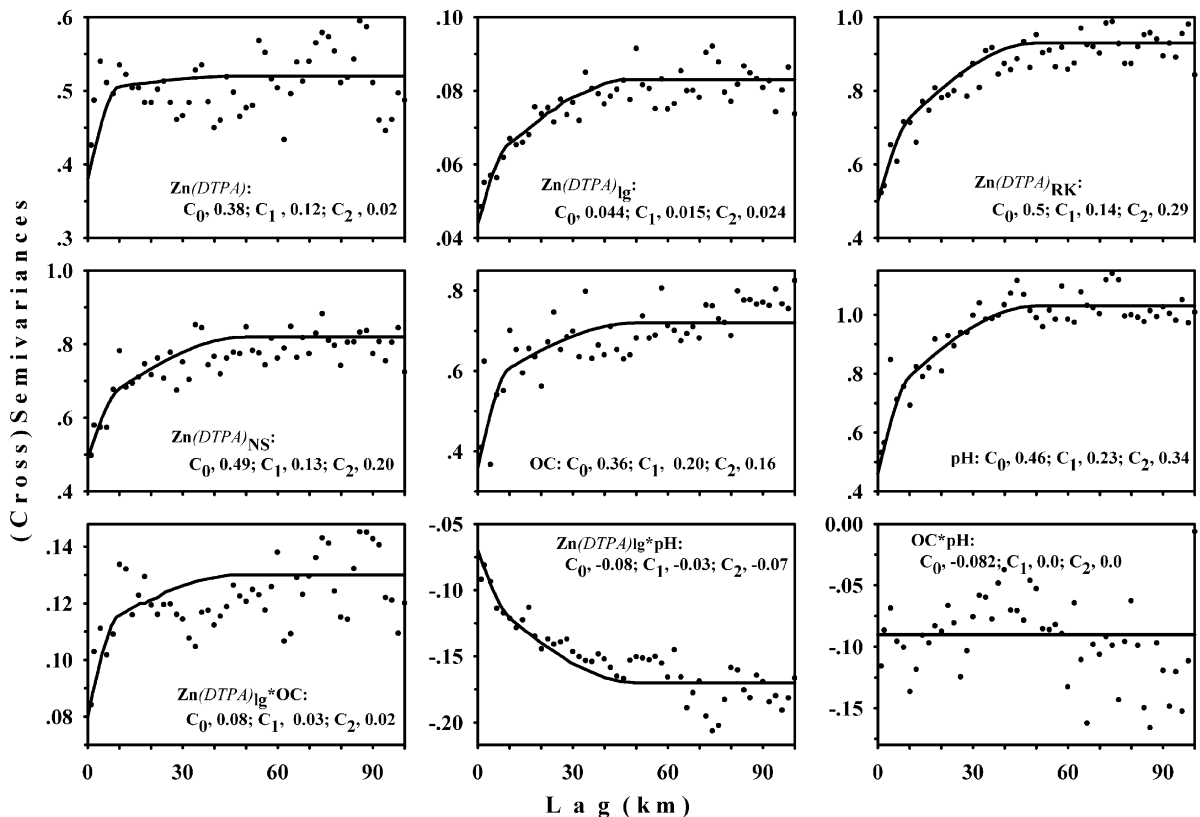 (Cross)Semivariances
.6
.5
.4
.3
Zn(DTPA):
C0, 0.38; C1 , 0.12; C2 , 0.02
.10
.08
.06
.04
Zn(DTPA)lg:
C0, 0.044; C1, 0.015; C2, 0.024
1.0
.8
.6
.4
Zn(DTPA)RK:
C0, 0.5; C1, 0.14; C2, 0.29
1.0
.8
.6
.4
Zn(DTPA)NS:
C0, 0.49; C1, 0.13; C2, 0.20
.8
.6
.4
OC: C0, 0.36; C1, 0.20; C2, 0.16
1.0
.8
.6
.4
pH: C0, 0.46; C1, 0.23; C2, 0.34
.14
.12
.10
.08
Zn(DTPA)lg*OC:
C0, 0.08; C1, 0.03; C2, 0.02
0 30 60 90
-.05
-.10
-.15
-.20
Zn(DTPA)lg*pH:
C0, -0.08; C1, -0.03; C2, -0.07
0 30 60 90
0.00
-.05
-.10
-.15
OC*pH:
C0, -0.082; C1, 0.0; C2, 0.0
0 30 60 90
Lag (km)